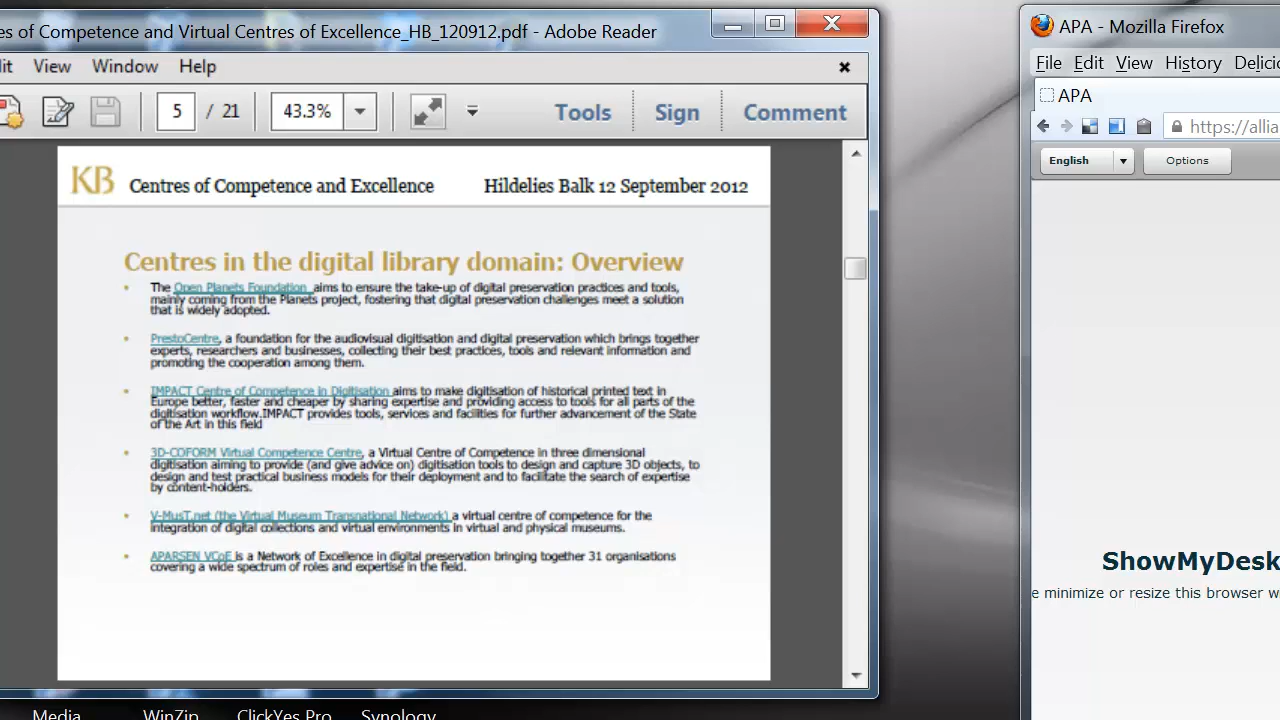 es of Competence and Virtual Centres of Excellence_HB_120912.pdf - Adobe Reader
it View Window Help
5 / 21 43.3% Tools Sign Comment
KB Centres of Competence and Excellence Hildelies Balk 12 September 2012
Centres in the digital library domain: Overview
The Open Planets Foundation aims to ensure the take-up of digital preservation practices and tools,
mainly coming from the Planets project, fostering that digital preservation challenges meet a solution
that is widely adopted.
PrestoCentre, a foundation for the audiovisual digitisation and digital preservation which brings together
experts, researchers and businesses, collecting their best practices, tools and relevant information and
promoting the cooperation among them.
IMPACT Centre of Competence in Digitisation aims to make digitisation of historical printed text in
Europe better, faster and cheaper by sharing expertise and providing access to tools for all parts of the
digitisation workflow.IMPACT provides tools, services and facilities for further advancement of the State
of the Art in this field
3D-COFORM Virtual Competence Centre, a Virtual Centre of Competence in three dimensional
digitisation aiming to provide (and give advice on) digitisation tools to design and capture 3D objects, to
design and test practical business models for their deployment and to facilitate the search of expertise
by content-holders.
V-MusT.net (the Virtual Museum Transnational Network) a virtual centre of competence for the
integration of digital collections and virtual environments in virtual and physical museums.
APARSEN VCoE is a Network of Excellence in digital preservation bringing together 31 organisations
covering a wide spectrum of roles and expertise in the field.
Media WinZip ClickYes Pro Synology
APA - Mozilla Firefox
File Edit View History Delicio
APA
https://allia
English Options
ShowMyDesk
e minimize or resize this browser w